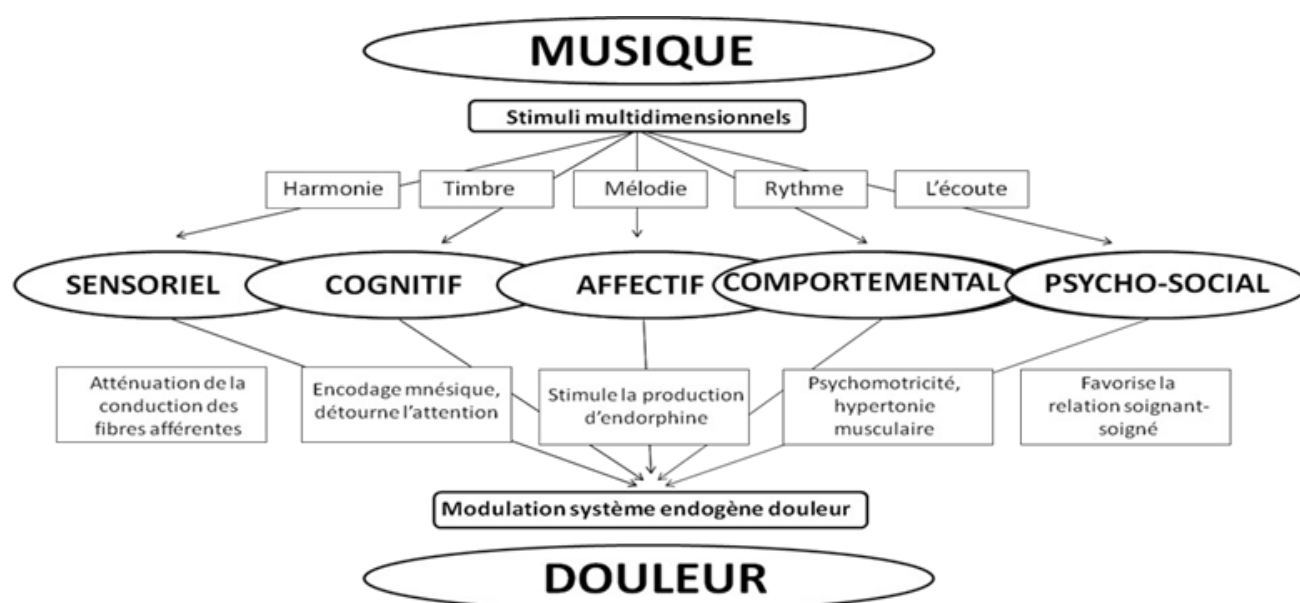 MUSIQUE
Stimuli multidimensionnels
Harmonie
Timbre
Mélodie
Rythme
L'écoute
SENSORIEL
COGNITIF
AFFECTIF
COMPORTEMENTAL
PSYCHO-SOCIAL
Atténuation de la
conduction des
fibres afférentes
Encodage mnésique,
détourne l'attention
Stimule la production
d'endorphine
Psychomotricité,
hypertonie
musculaire
Favorise la
relation soignant-
soigné
Modulation système endogène douleur
DOULEUR